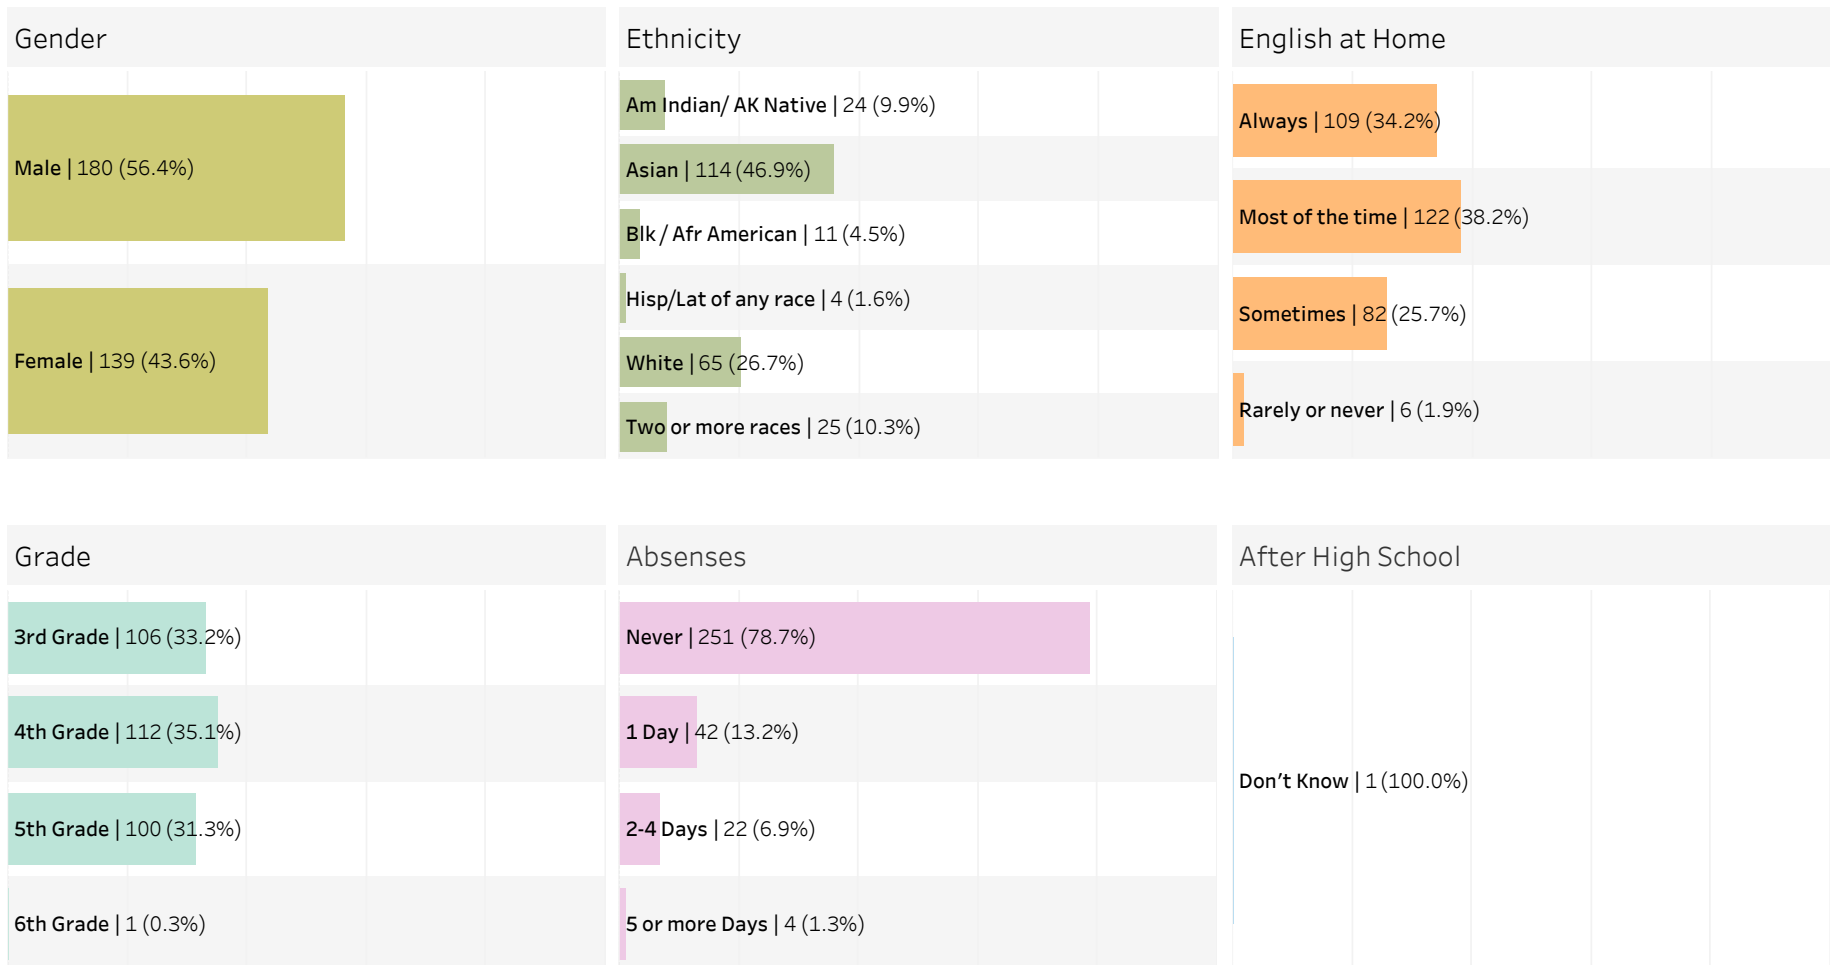 Gender
Male | 180 (56.4%)
Female | 139 (43.6%)
Ethnicity
Am Indian/ AK Native | 24 (9.9%)
Asian | 114 (46.9%)
Blk / Afr American | 11 (4.5%)
Hisp/Lat of any race | 4 (1.6%)
White | 65 (26.7%)
Two or more races | 25 (10.3%)
English at Home
Always | 109 (34.2%)
Most of the time | 122 (38.2%)
Sometimes | 82 (25.7%)
Rarely or never | 6 (1.9%)
Grade
3rd Grade | 106 (33.2%)
4th Grade | 112 (35.1%)
5th Grade | 100 (31.3%)
6th Grade | 1 (0.3%)
Absenses
Never | 251 (78.7%)
1 Day | 42 (13.2%)
2-4 Days | 22 (6.9%)
5 or more Days | 4 (1.3%)
After High School
Don't Know | 1 (100.0%)